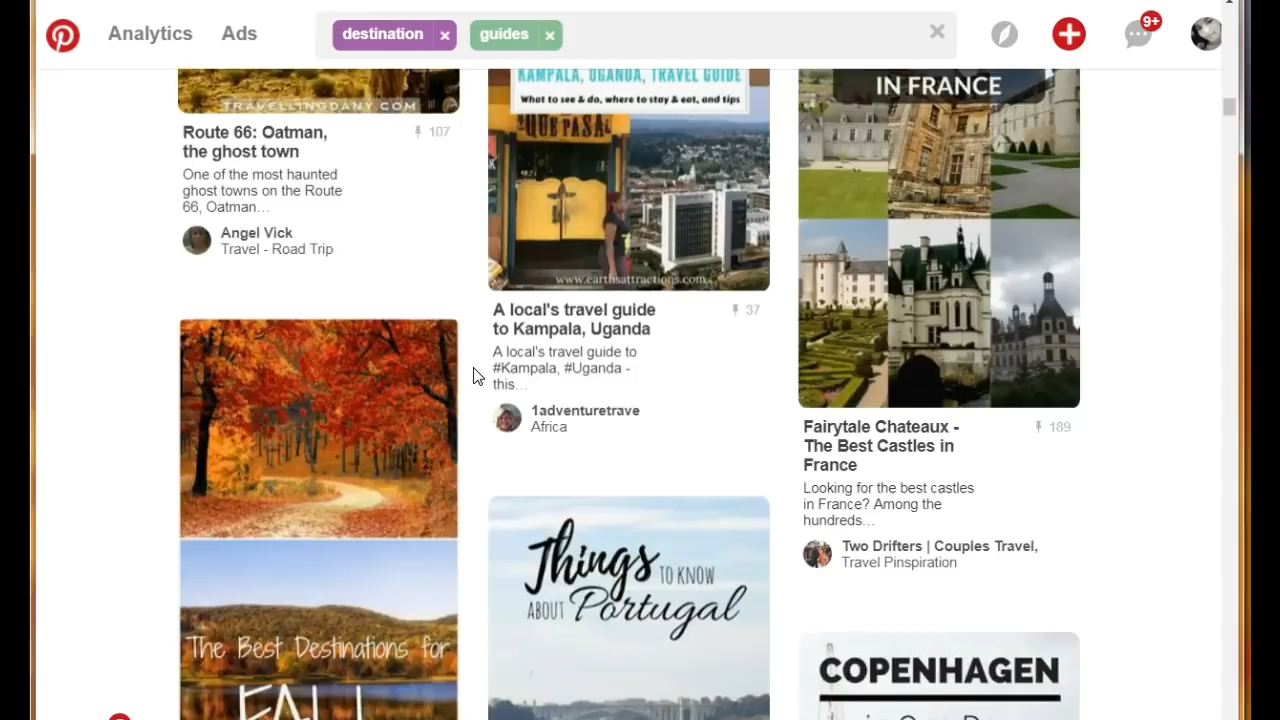 Analytics
Ads
destination ×
guides ×
9+
TRAVELLINGDANY.COM
Route 66: Oatman,
the ghost town
107
One of the most haunted
ghost towns on the Route
66, Oatman…
Angel Vick
Travel - Road Trip
The Best Destinations for
FALL
KAMPALA, UGANDA, TRAVEL GUIDE
What to see & do, where to stay & eat, and tips
QUE PASA
www.earthsattractions.com
A local's travel guide
to Kampala, Uganda
37
A local's travel guide to
#Kampala, #Uganda -
this…
1adventuretrave
Africa
Things TO KNOW
ABOUT Portugal
IN FRANCE
Fairytale Chateaux -
The Best Castles in
France
189
Looking for the best castles
in France? Among the
hundreds…
Two Drifters | Couples Travel,
Travel Pinspiration
COPENHAGEN
in One Day